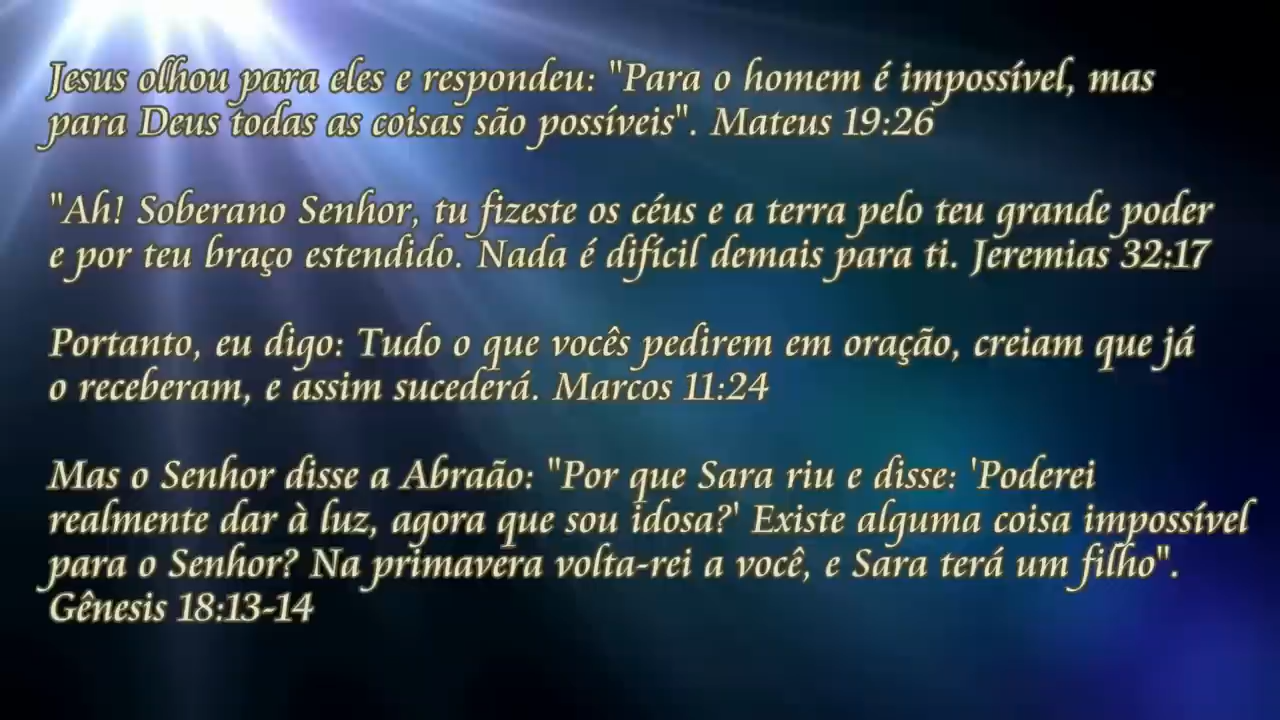 Jesus olhou para eles e respondeu: "Para o homem é impossível, mas
para Deus todas as coisas são possíveis". Mateus 19:26
"Ah! Soberano Senhor, tu fizeste os céus e a terra pelo teu grande poder
e por teu braço estendido. Nada é difícil demais para ti. Jeremias 32:17
Portanto, eu digo: Tudo o que vocês pedirem em oração, creiam que já
o receberam, e assim sucederá. Marcos 11:24
Mas o Senhor disse a Abraão: "Por que Sara riu e disse: 'Poderei
realmente dar à luz, agora que sou idosa?' Existe alguma coisa impossível
para o Senhor? Na primavera volta-rei a você, e Sara terá um filho".
Gênesis 18:13-14